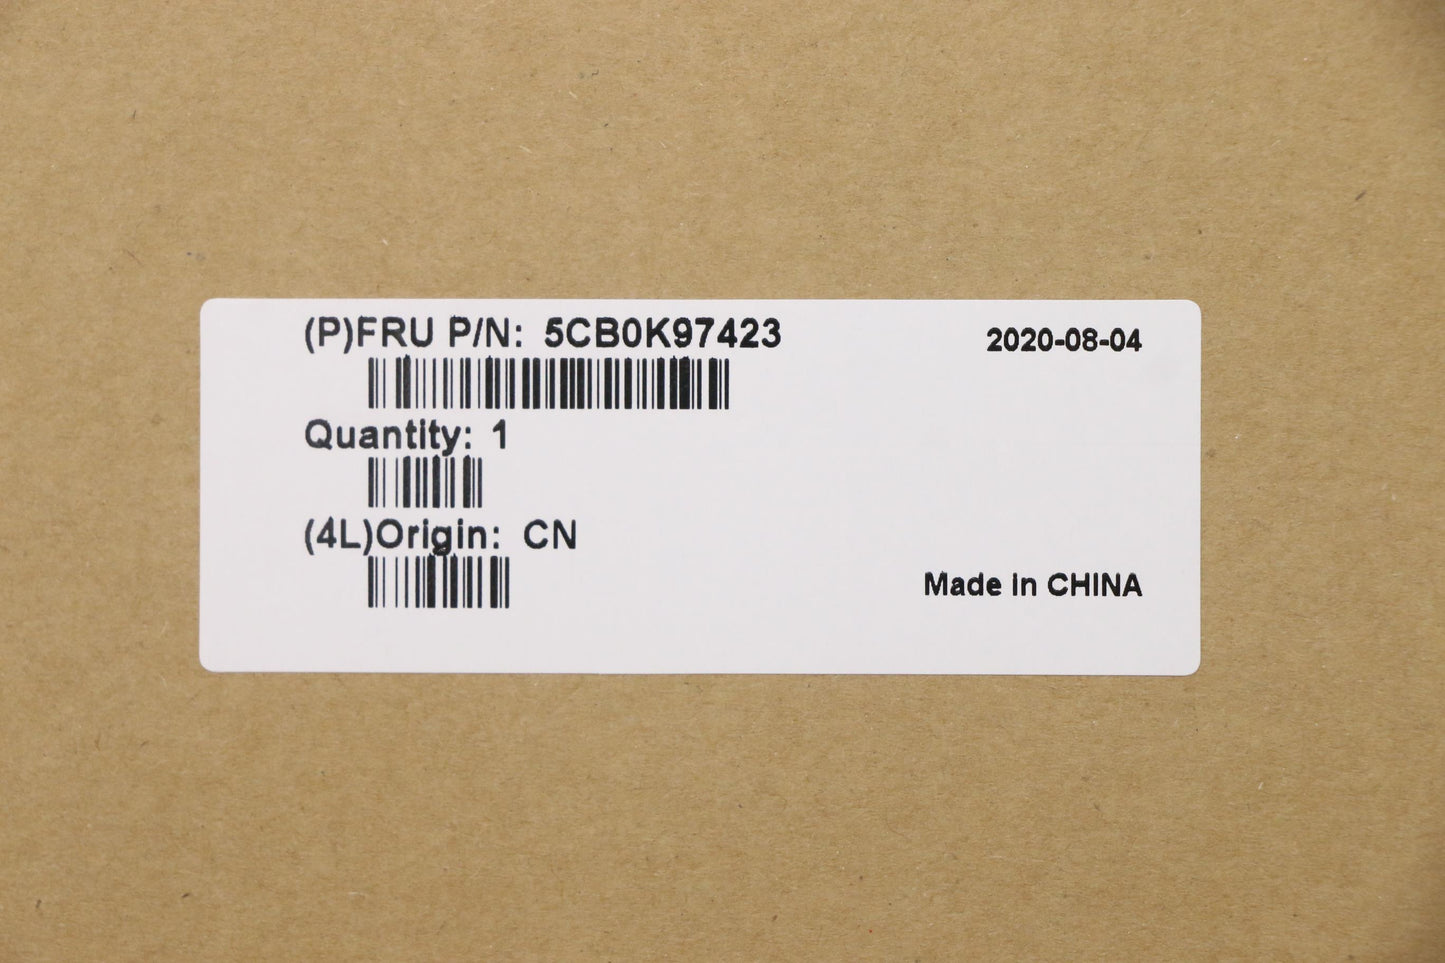 (P)FRU P/N: 5CB0K97423
2020-08-04
Quantity: 1
(4L)Origin: CN
Made in CHINA